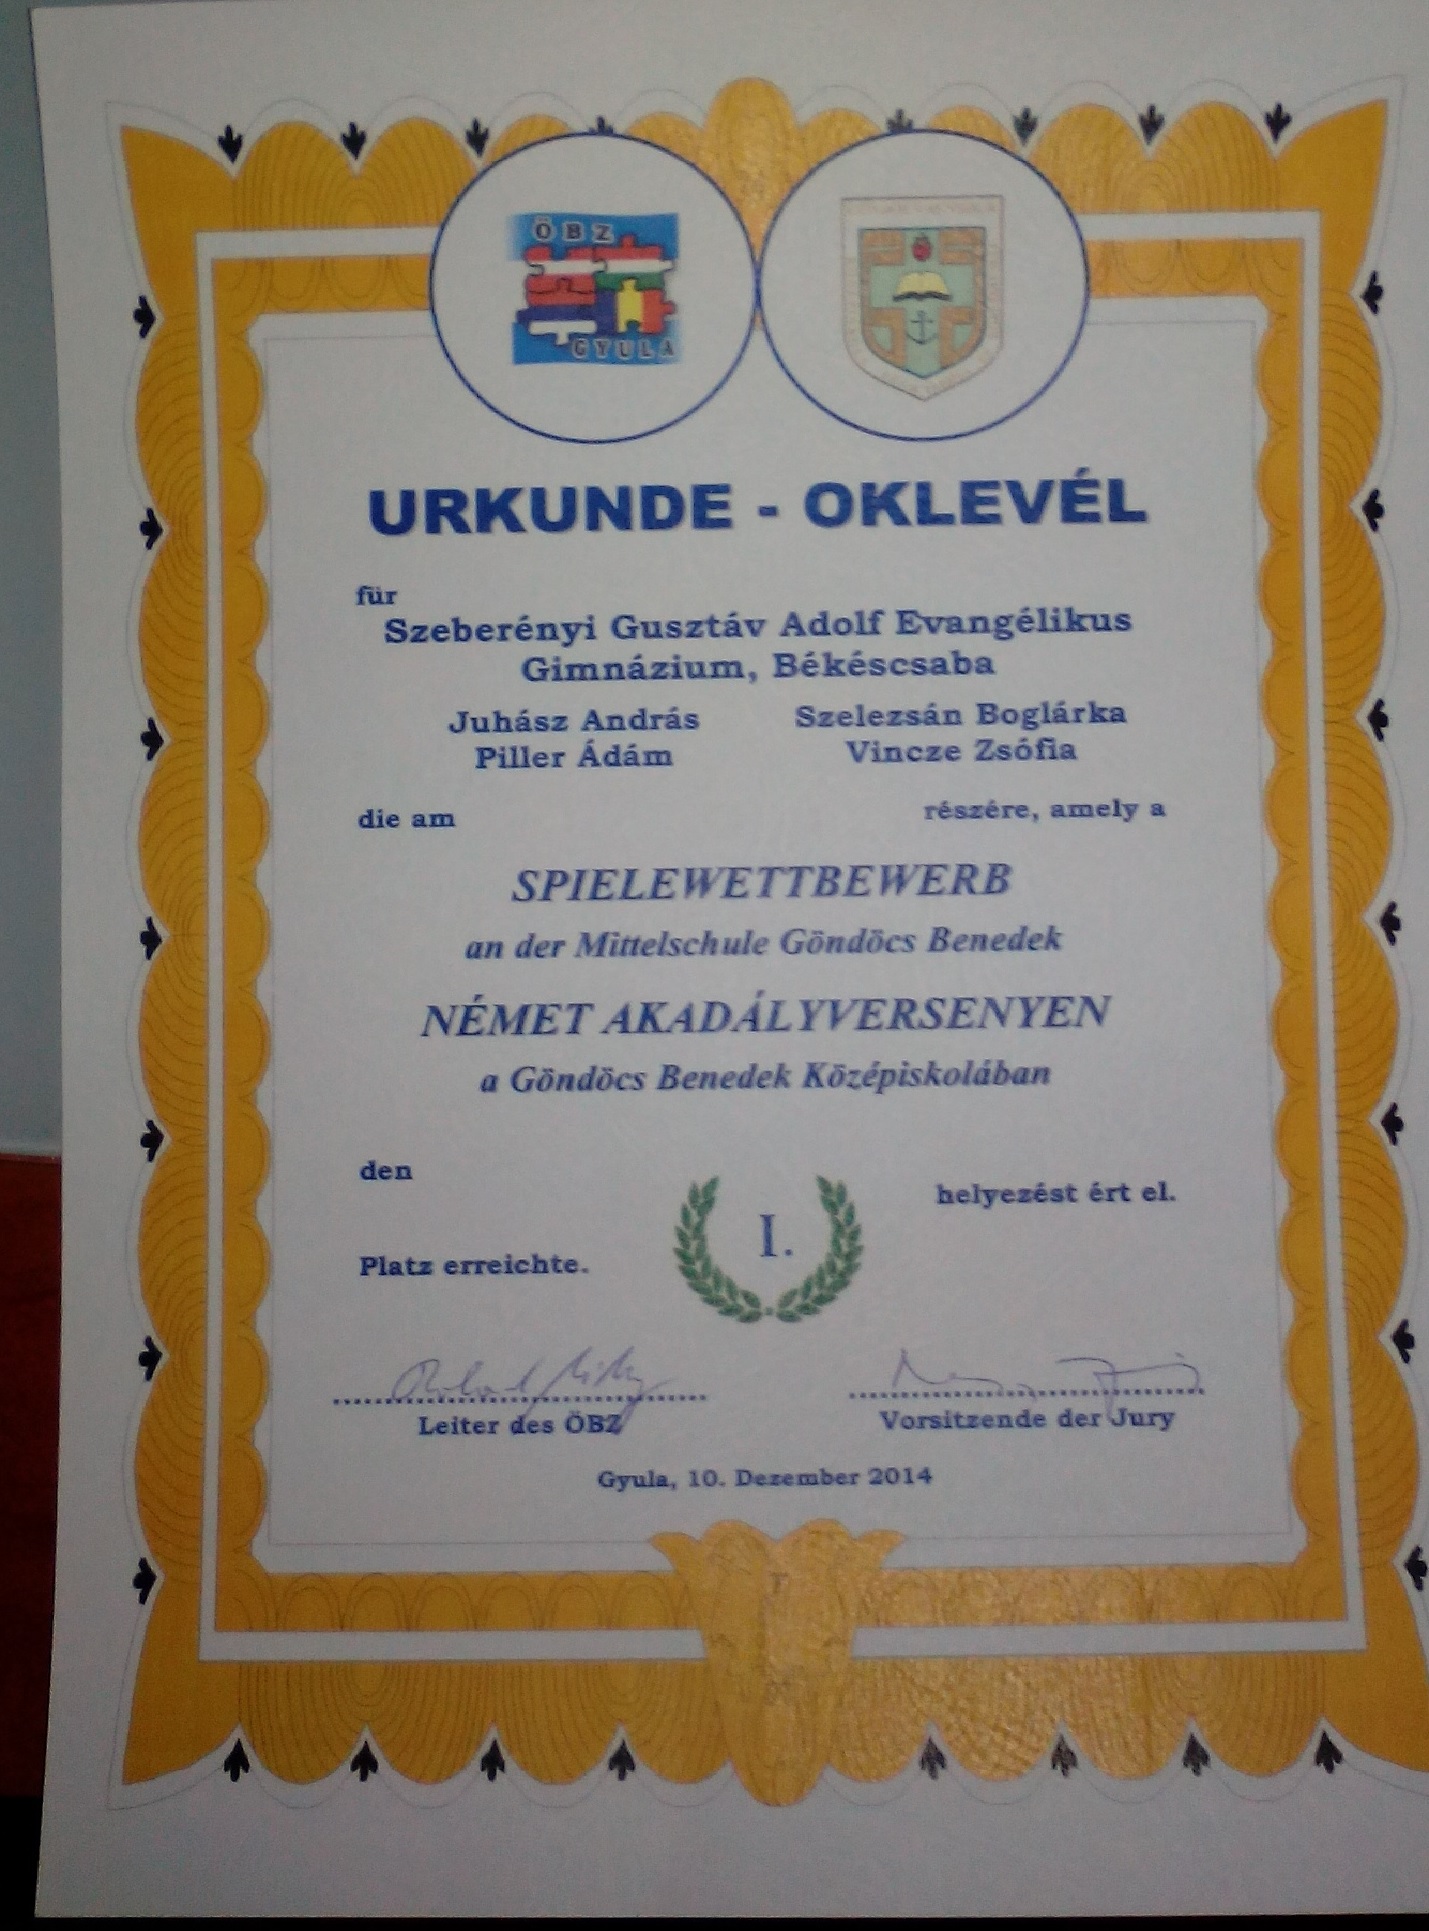 ÖBZ
GYULA
URKUNDE - OKLEVÉL
für
Szeberényi Gusztáv Adolf Evangélikus
Gimnázium, Békéscsaba
Juhász András Szelezsán Boglárka
Piller Ádám Vincze Zsófia
die am részére, amely a
SPIELEWETTBEWERB
an der Mittelschule Göndöcs Benedek
NÉMET AKADÁLYVERSENYEN
a Göndöcs Benedek Középiskolában
den
helyezést ért el.
I.
Platz erreichte.
Leiter des ÖBZ Vorsitzende der Jury
Gyula, 10. Dezember 2014